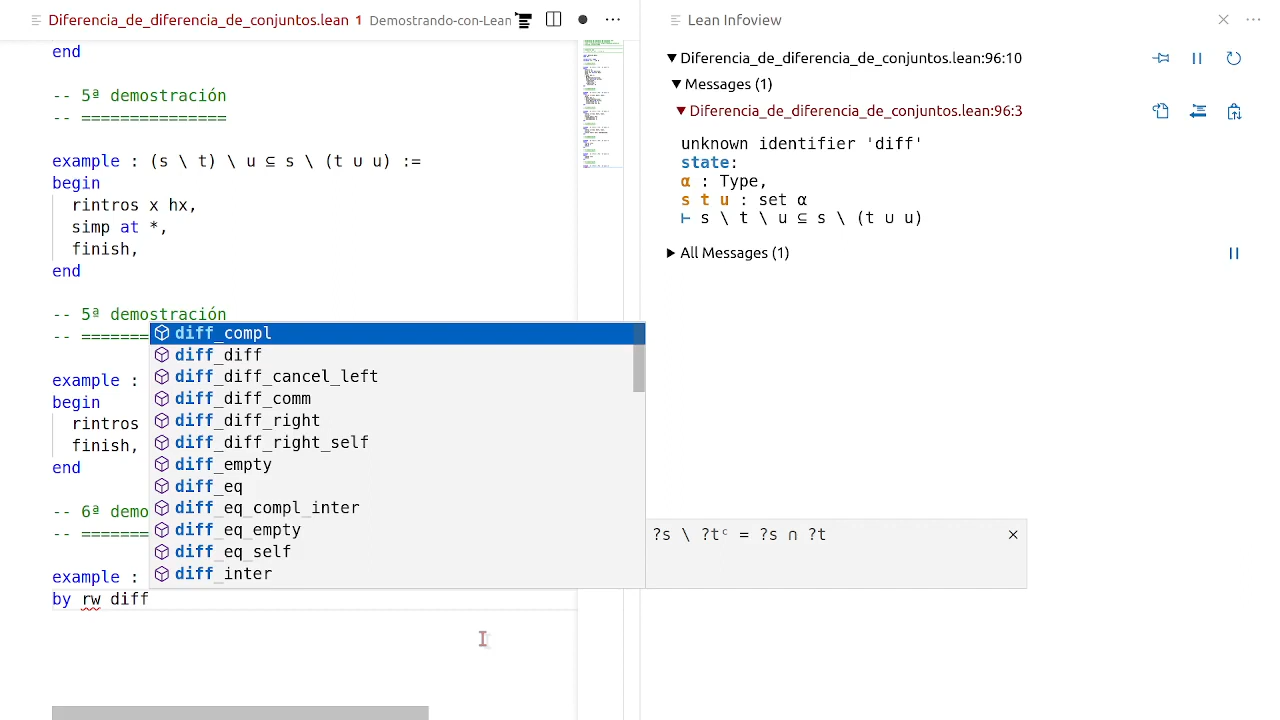 Diferencia_de_diferencia_de_conjuntos.lean 1 Demostrando-con-Lean
end
-- 5ª demostración
-- ===============
example : (s \ t) \ u ⊆ s \ (t ∪ u) :=
begin
rintros x hx,
simp at *,
finish,
end
-- 5ª demostración
-- =======
example :
begin
rintros
finish,
end
-- 6ª demo
-- =======
example :
by rw diff
diff_compl
diff_diff
diff_diff_cancel_left
diff_diff_comm
diff_diff_right
diff_diff_right_self
diff_empty
diff_eq
diff_eq_compl_inter
diff_eq_empty
diff_eq_self
diff_inter
?s \ ?tᶜ = ?s ∩ ?t
Lean Infoview
Diferencia_de_diferencia_de_conjuntos.lean:96:10
Messages (1)
Diferencia_de_diferencia_de_conjuntos.lean:96:3
unknown identifier 'diff'
state:
α : Type,
s t u : set α
⊢ s \ t \ u ⊆ s \ (t ∪ u)
All Messages (1)